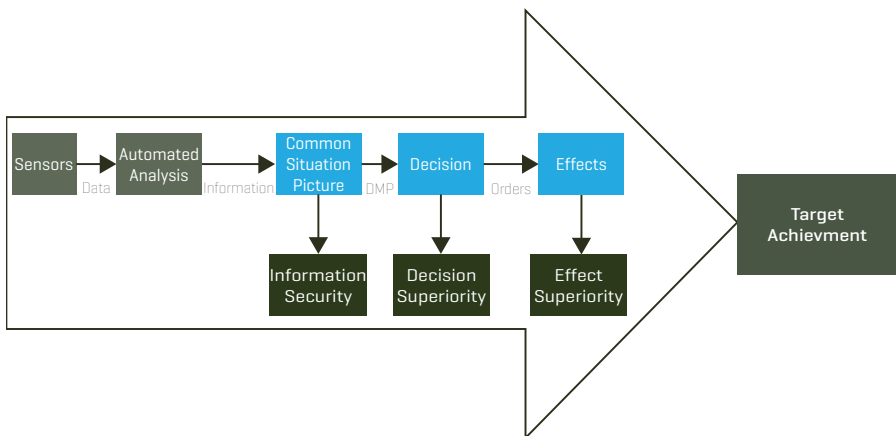 Sensors
Data
Automated
Analysis
Information
Common
Situation
Picture
DMP
Decision
Orders
Effects
Information
Security
Decision
Superiority
Effect
Superiority
Target
Achievment